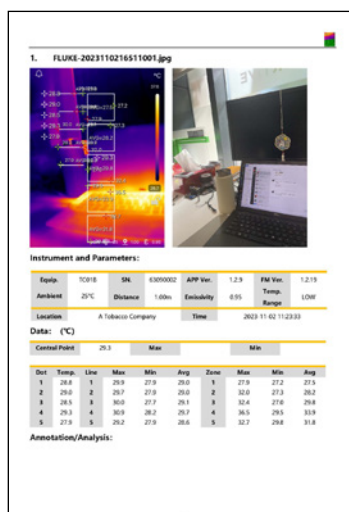 1. FLUKE-2023110216511001.jpg
°C
Instrument and Parameters:
Equip. TC01B SN. 63090002 APP Ver. 1.2.9 FM Ver. 1.2.19
Ambient 25°C Distance 1.00m Emissivity 0.95 Temp. Range LOW
Location A Tobacco Company Time 2023-11-02 11:23:33
Data: (°C)
Central Point 29.3 Max Min
Dot Temp. Line Max Min Avg Zone Max Min Avg
1 28.8 1 29.9 27.9 29.0 1 27.9 27.2 27.5
2 29.0 2 29.7 27.9 29.0 2 32.0 27.3 28.2
3 28.5 3 30.0 27.7 29.1 3 32.4 27.8 29.8
4 29.3 4 30.9 28.2 29.7 4 36.5 29.5 33.9
5 27.9 5 29.2 27.9 28.6 5 32.7 29.8 31.8
Annotation/Analysis: